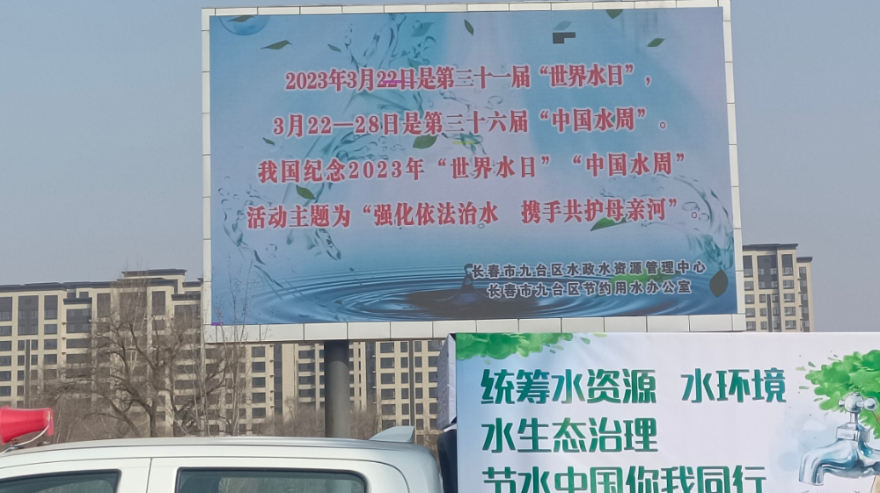 2023年3月22日是第三十一届“世界水日”，
3月22—28日是第三十六届“中国水周”。
我国纪念2023年“世界水日”“中国水周”
活动主题为“强化依法治水　携手共护母亲河”。
长春市九台区水政水资源管理中心
长春市九台区节约用水办公室
统筹水资源 水环境
水生态治理
节水中国你我同行